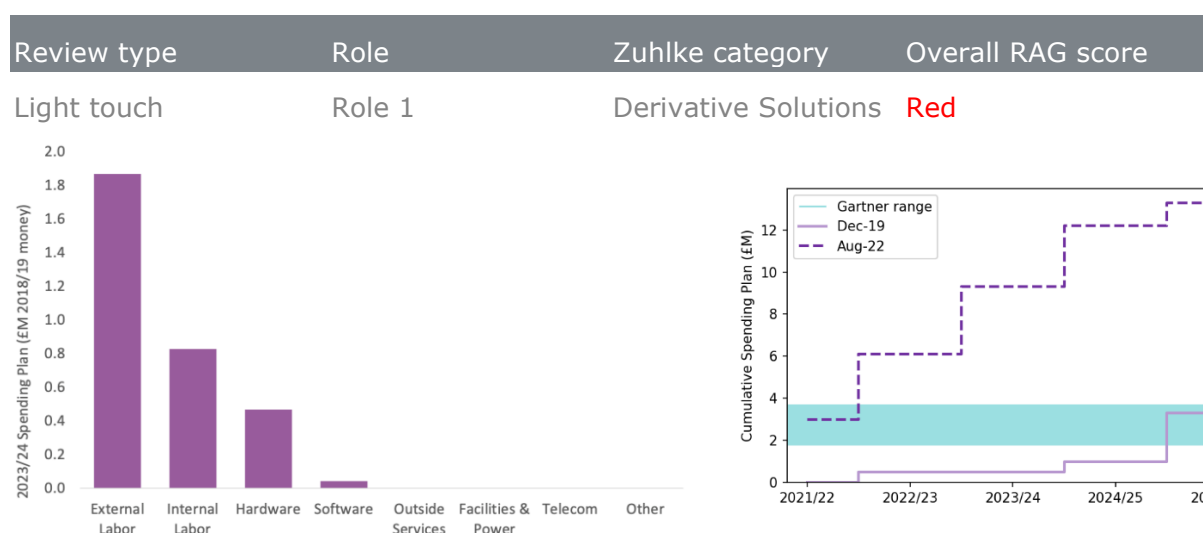 Review type Role Zuhlke category Overall RAG score
Light touch Role 1 Derivative Solutions Red
2023/24 Spending Plan (£M 2018/19 money)
2.0
1.8
1.6
1.4
1.2
1.0
0.8
0.6
0.4
0.2
0.0
External Labor
Internal Labor
Hardware
Software
Outside Services
Facilities & Power
Telecom
Other
Cumulative Spending Plan (£M)
12
10
8
6
4
2
0
Gartner range
Dec-19
Aug-22
2021/22 2022/23 2023/24 2024/25 20